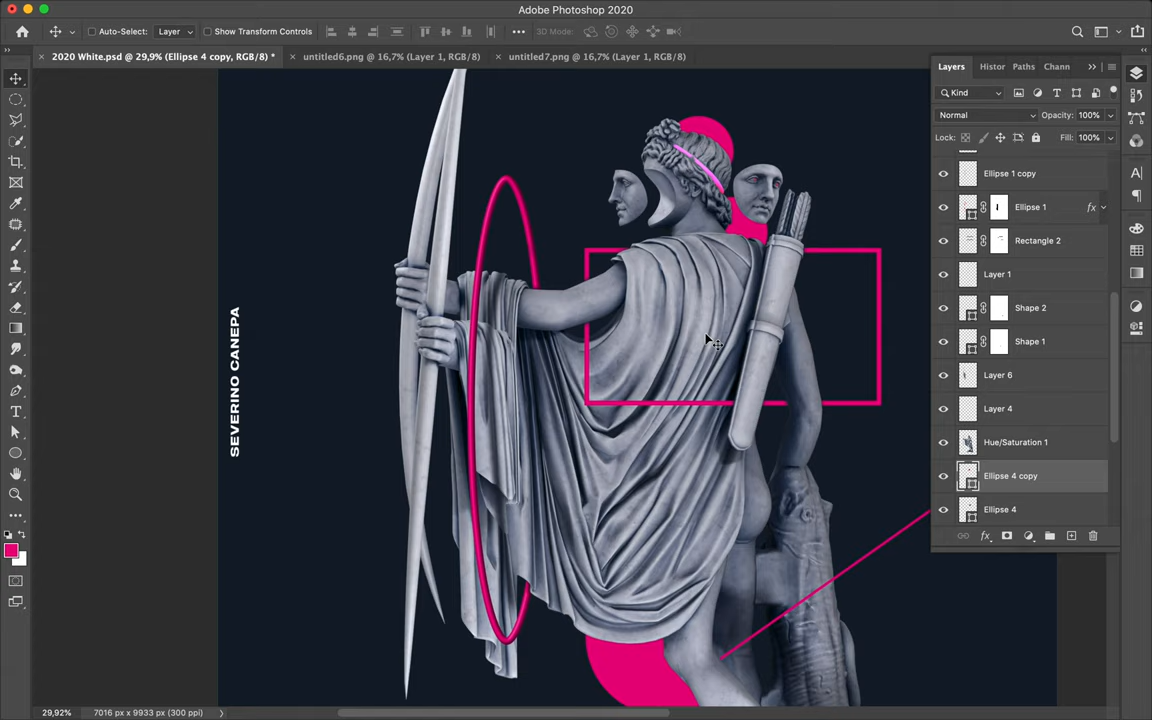 Adobe Photoshop 2020
Auto-Select: Layer Show Transform Controls 3D Mode:
2020 White.psd @ 29,9% (Ellipse 4 copy, RGB/8) * untitled6.png @ 16,7% (Layer 1, RGB/8) untitled7.png @ 16,7% (Layer 1, RGB/8)
Layers Histor Paths Chann
Kind
Normal Opacity: 100%
Lock: Fill: 100%
Ellipse 1 copy
Ellipse 1 fx
Rectangle 2
Layer 1
Shape 2
Shape 1
Layer 6
Layer 4
Hue/Saturation 1
Ellipse 4 copy
Ellipse 4
fx
SEVERINO CANEPA
29,92% 7016 px x 9933 px (300 ppi)